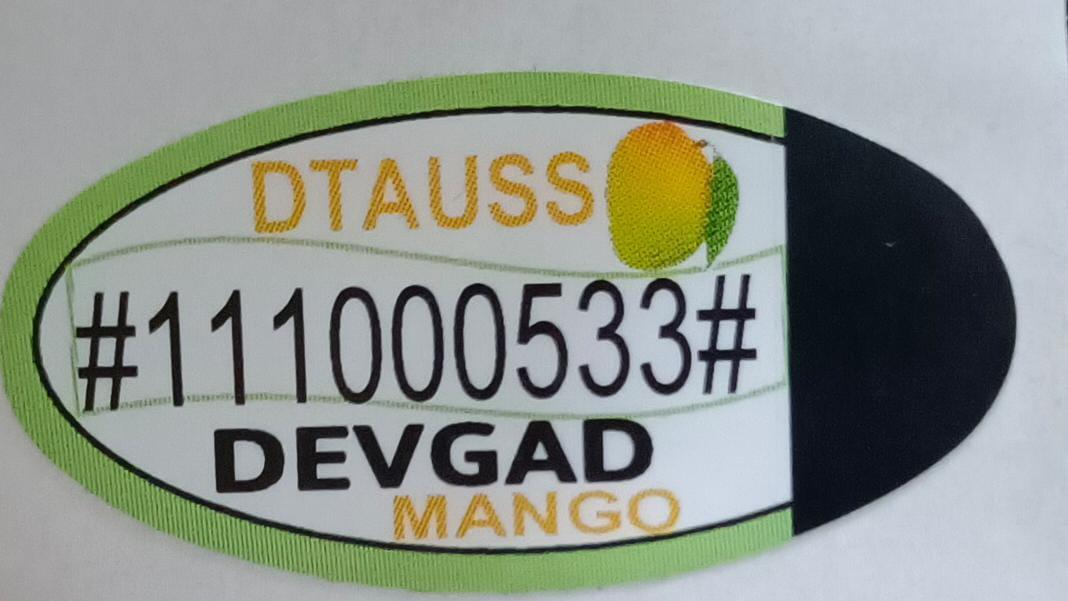 DTAUSS
#111000533#
DEVGAD
MANGO